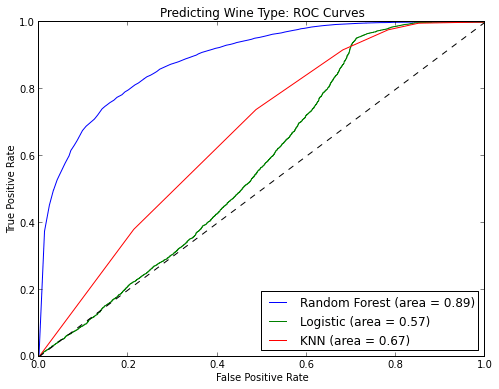 Predicting Wine Type: ROC Curves
True Positive Rate
1.0
0.8
0.6
0.4
0.2
0.0
Random Forest (area = 0.89)
Logistic (area = 0.57)
KNN (area = 0.67)
0.0 0.2 0.4 0.6 0.8 1.0
False Positive Rate